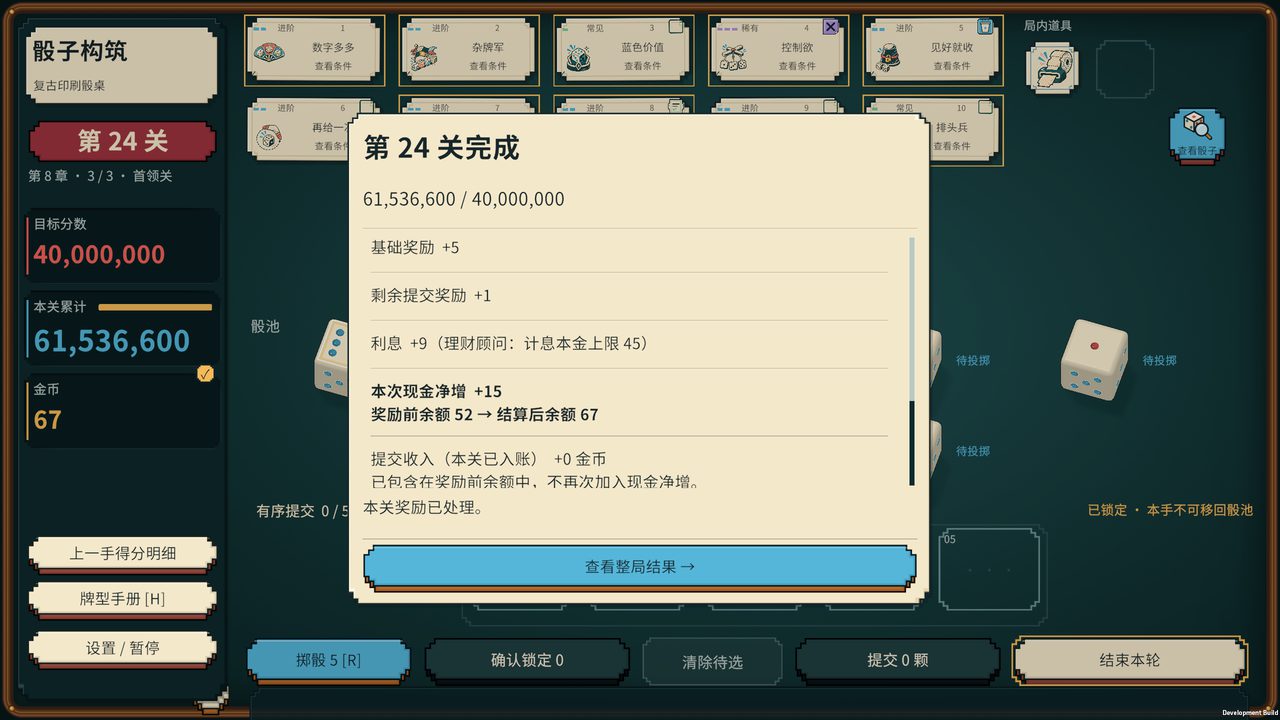 骰子构筑
复古印刷骰桌
第 24 关
第 8 章 · 3 / 3 · 首领关
目标分数
40,000,000
本关累计
61,536,600
金币
67
上一手得分明细
牌型手册 [H]
设置 / 暂停
进阶 1
数字多多
查看条件
进阶 2
杂牌军
查看条件
常见 3
蓝色价值
查看条件
稀有 4
控制欲
查看条件
进阶 5
见好就收
查看条件
进阶 6
查看条
进阶 7
进阶 8
进阶 9
常见 10
排头兵
查看条件
局内道具
查看骰子
骰池
待投掷
待投掷
待投掷
有序提交 0 / 5
已锁定 · 本手不可移回骰池
05
第 24 关完成
61,536,600 / 40,000,000
基础奖励 +5
剩余提交奖励 +1
利息 +9（理财顾问：计息本金上限 45）
本次现金净增 +15
奖励前余额 52 → 结算后余额 67
提交收入（本关已入账） +0 金币
已包含在奖励前余额中，不再次加入现金净增。
本关奖励已处理。
查看整局结果 →
掷骰 5 [R]
确认锁定 0
清除待选
提交 0 颗
结束本轮
Development Build